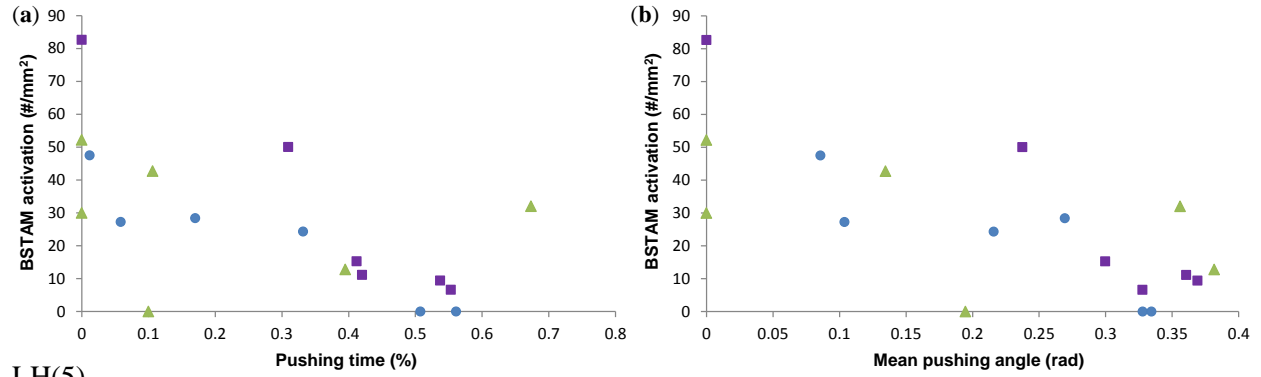 (a)
BSTAM activation (#/mm²)
90
80
70
60
50
40
30
20
10
0
0 0.1 0.2 0.3 0.4 0.5 0.6 0.7 0.8
Pushing time (%)
(b)
BSTAM activation (#/mm²)
90
80
70
60
50
40
30
20
10
0
0 0.05 0.1 0.15 0.2 0.25 0.3 0.35 0.4
Mean pushing angle (rad)
LH(5)